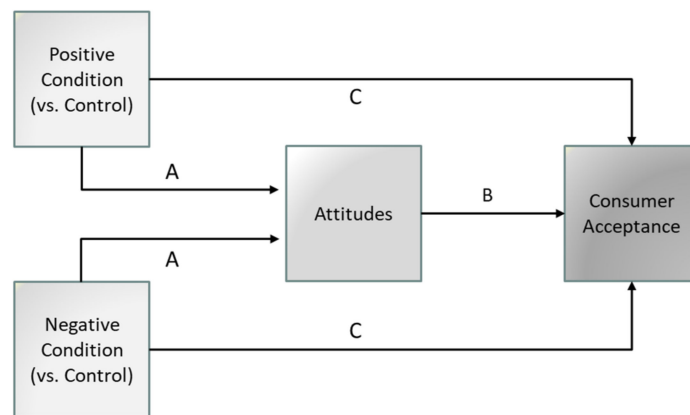 Positive
Condition
(vs. Control)
C
A
Attitudes
B
Consumer
Acceptance
A
Negative
Condition
(vs. Control)
C